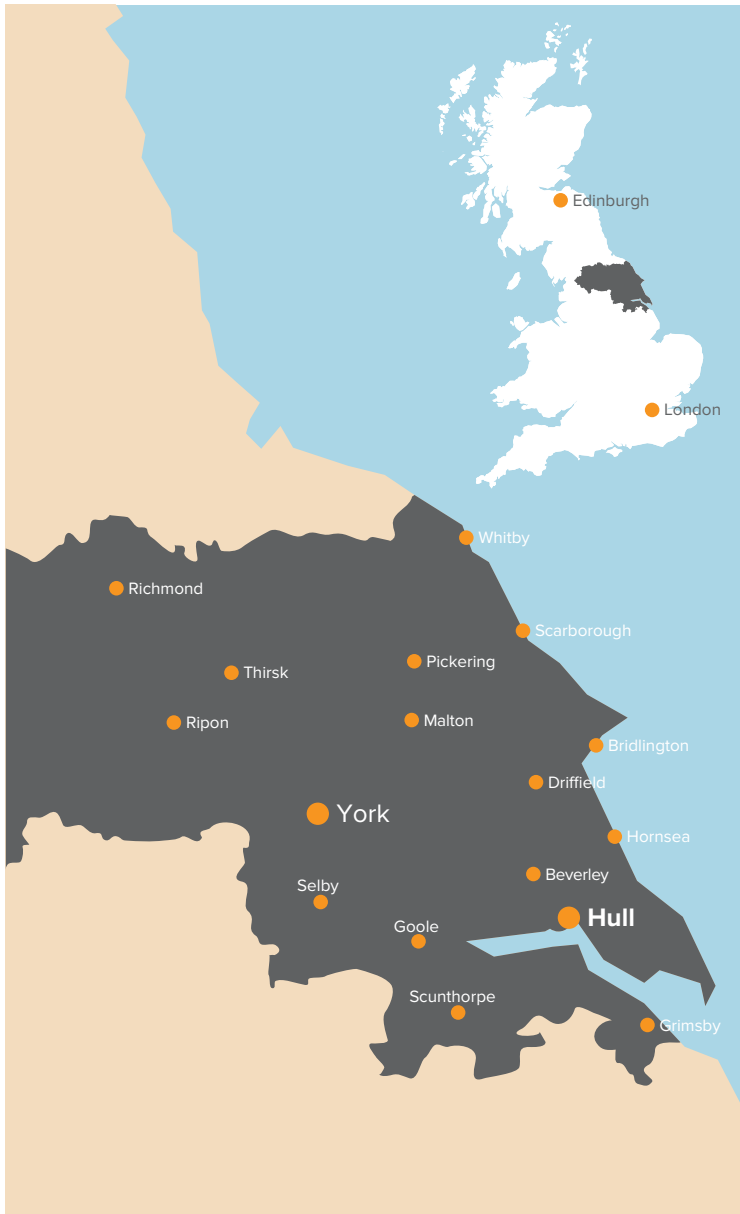 Edinburgh
London
Whitby
Richmond
Scarborough
Pickering
Thirsk
Malton
Ripon
Bridlington
Driffield
York
Hornsea
Beverley
Selby
Hull
Goole
Scunthorpe
Grimsby